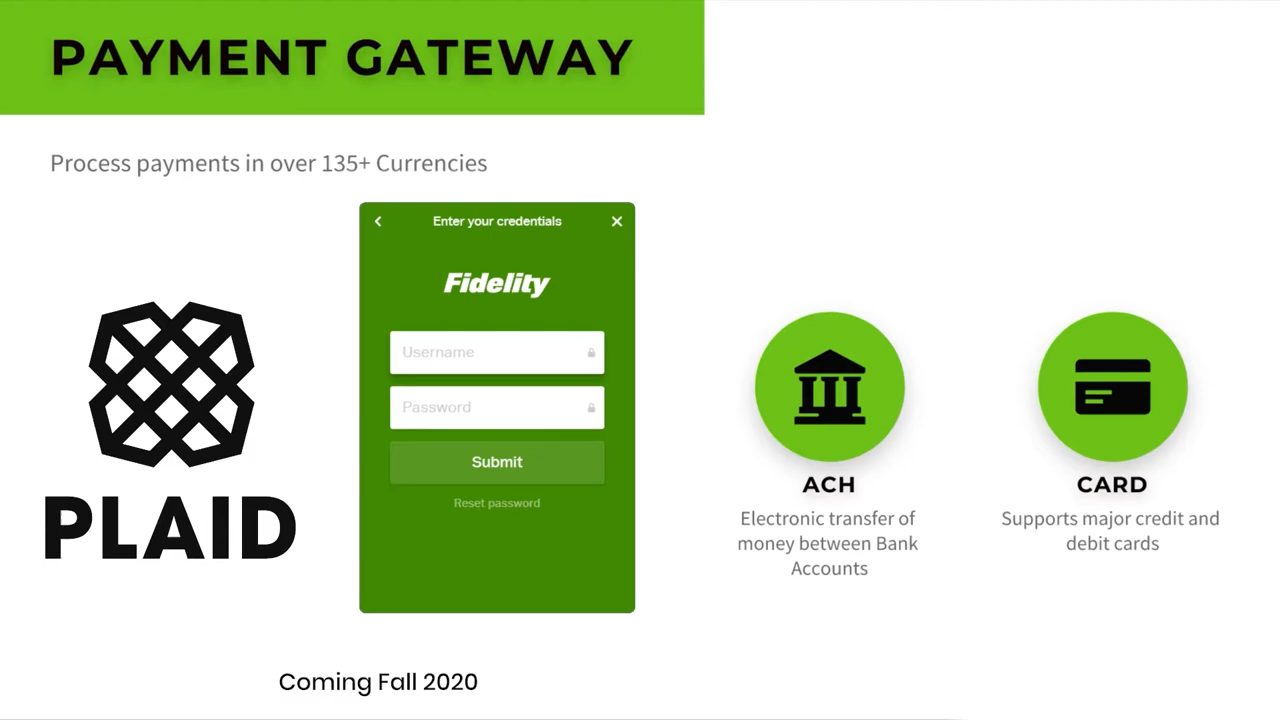 PAYMENT GATEWAY
Process payments in over 135+ Currencies
PLAID
Enter your credentials
Fidelity
Username
Password
Submit
Reset password
ACH
Electronic transfer of
money between Bank
Accounts
CARD
Supports major credit and
debit cards
Coming Fall 2020